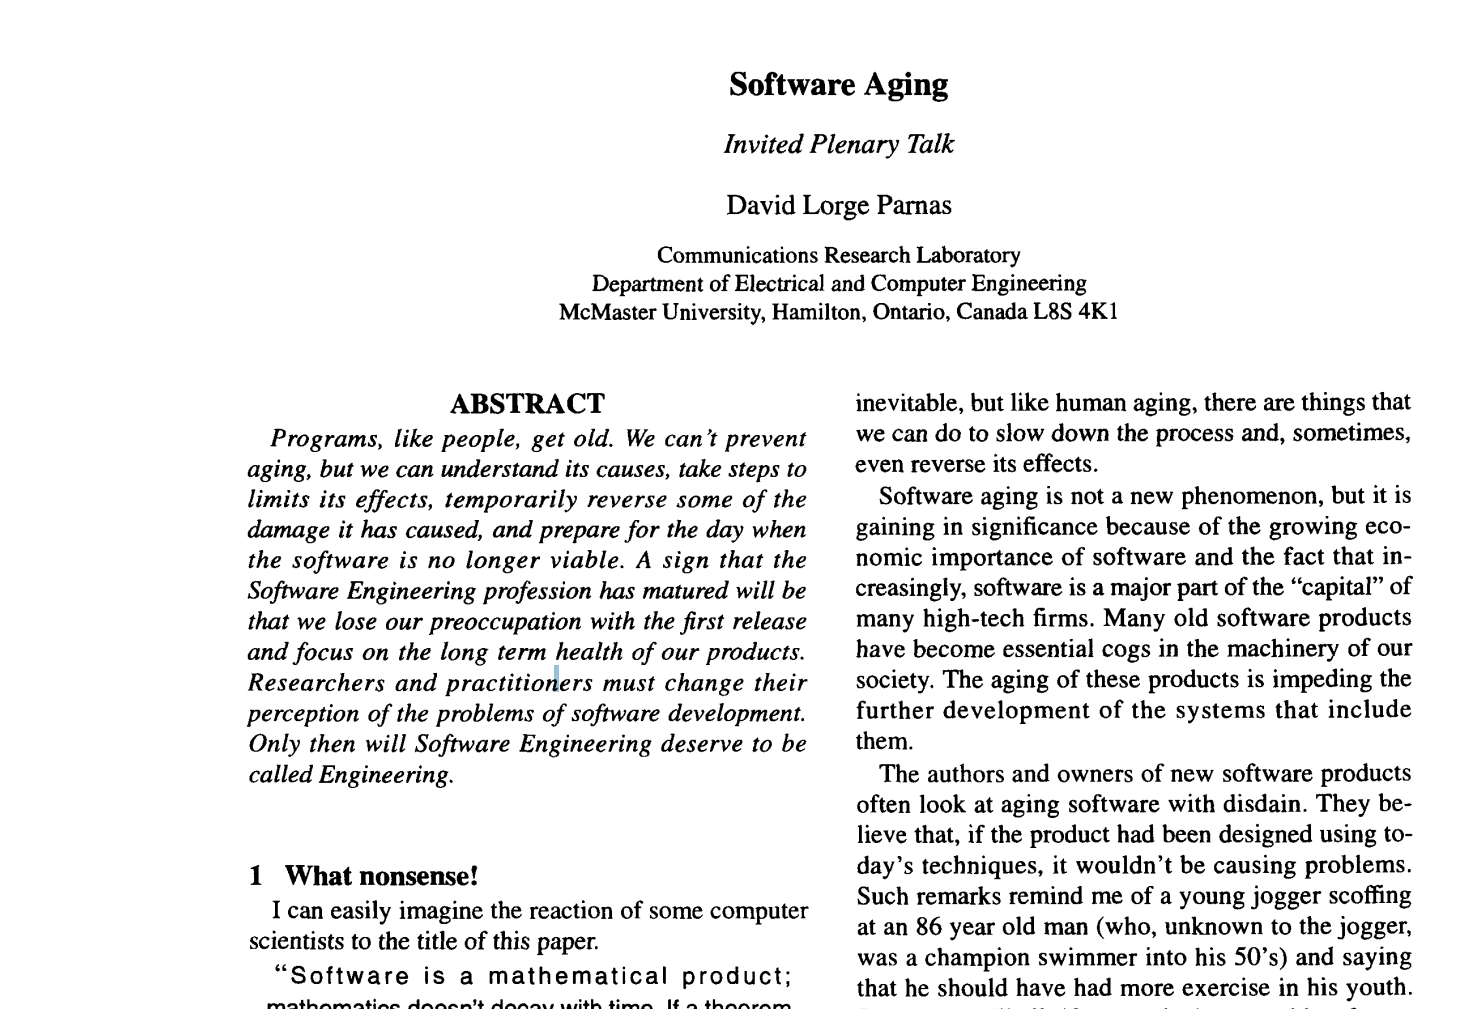 Software Aging
Invited Plenary Talk
David Lorge Parnas
Communications Research Laboratory
Department of Electrical and Computer Engineering
McMaster University, Hamilton, Ontario, Canada L8S 4K1
ABSTRACT
Programs, like people, get old. We can't prevent
aging, but we can understand its causes, take steps to
limits its effects, temporarily reverse some of the
damage it has caused, and prepare for the day when
the software is no longer viable. A sign that the
Software Engineering profession has matured will be
that we lose our preoccupation with the first release
and focus on the long term health of our products.
Researchers and practitioners must change their
perception of the problems of software development.
Only then will Software Engineering deserve to be
called Engineering.
1 What nonsense!
I can easily imagine the reaction of some computer
scientists to the title of this paper.
“Software is a mathematical product;
mathematics doesn't decay with time. If a theorem
inevitable, but like human aging, there are things that
we can do to slow down the process and, sometimes,
even reverse its effects.
Software aging is not a new phenomenon, but it is
gaining in significance because of the growing eco-
nomic importance of software and the fact that in-
creasingly, software is a major part of the “capital” of
many high-tech firms. Many old software products
have become essential cogs in the machinery of our
society. The aging of these products is impeding the
further development of the systems that include
them.
The authors and owners of new software products
often look at aging software with disdain. They be-
lieve that, if the product had been designed using to-
day's techniques, it wouldn't be causing problems.
Such remarks remind me of a young jogger scoffing
at an 86 year old man (who, unknown to the jogger,
was a champion swimmer into his 50's) and saying
that he should have had more exercise in his youth.